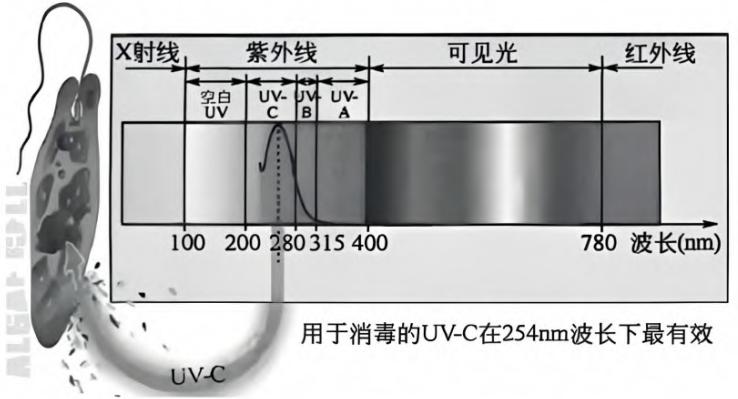 X射线 紫外线 可见光 红外线
空白 UV- UV- UV-
UV C B A
100 200 280 315 400 780 波长(nm)
用于消毒的UV-C在254nm波长下最有效
UV-C
ALGAE CELL